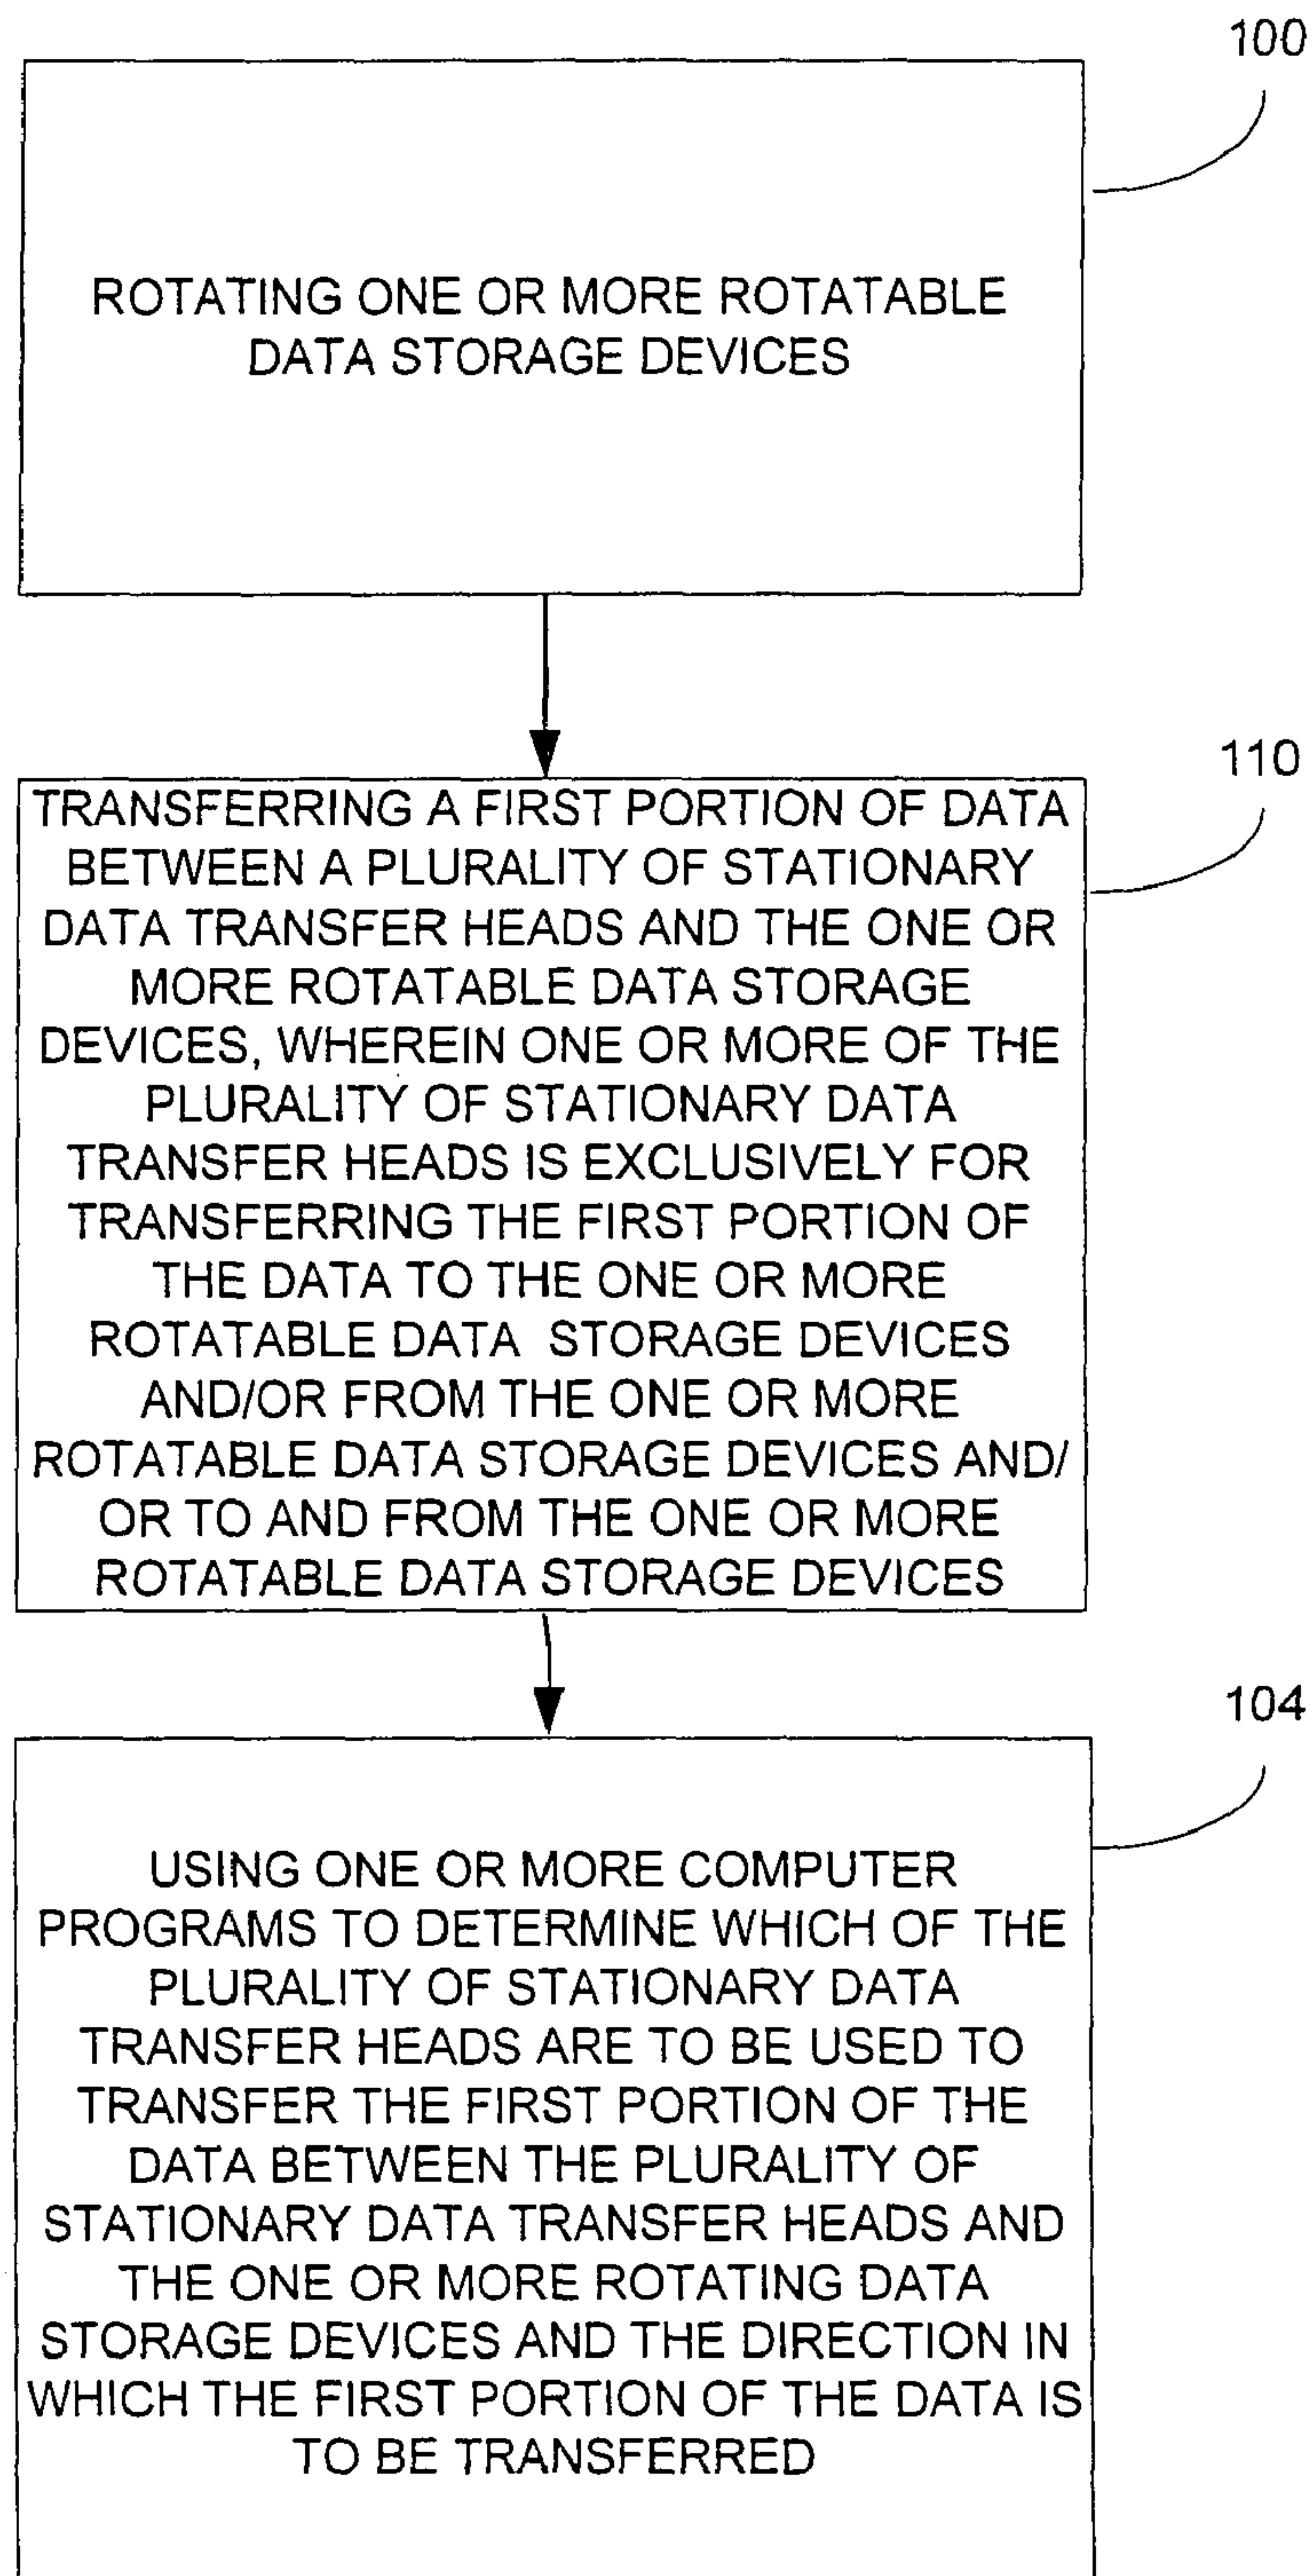 100
ROTATING ONE OR MORE ROTATABLE
DATA STORAGE DEVICES
110
TRANSFERRING A FIRST PORTION OF DATA
BETWEEN A PLURALITY OF STATIONARY
DATA TRANSFER HEADS AND THE ONE OR
MORE ROTATABLE DATA STORAGE
DEVICES, WHEREIN ONE OR MORE OF THE
PLURALITY OF STATIONARY DATA
TRANSFER HEADS IS EXCLUSIVELY FOR
TRANSFERRING THE FIRST PORTION OF
THE DATA TO THE ONE OR MORE
ROTATABLE DATA STORAGE DEVICES
AND/OR FROM THE ONE OR MORE
ROTATABLE DATA STORAGE DEVICES AND/
OR TO AND FROM THE ONE OR MORE
ROTATABLE DATA STORAGE DEVICES
104
USING ONE OR MORE COMPUTER
PROGRAMS TO DETERMINE WHICH OF THE
PLURALITY OF STATIONARY DATA
TRANSFER HEADS ARE TO BE USED TO
TRANSFER THE FIRST PORTION OF THE
DATA BETWEEN THE PLURALITY OF
STATIONARY DATA TRANSFER HEADS AND
THE ONE OR MORE ROTATING DATA
STORAGE DEVICES AND THE DIRECTION IN
WHICH THE FIRST PORTION OF THE DATA IS
TO BE TRANSFERRED